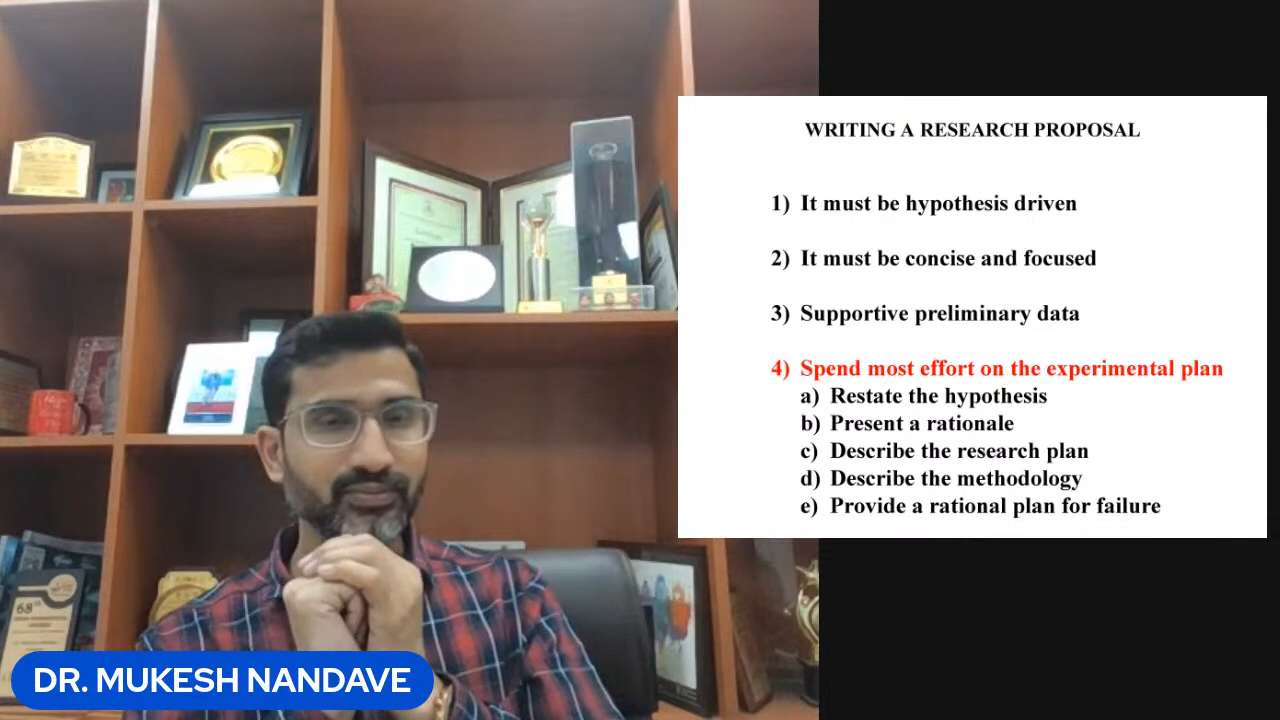 WRITING A RESEARCH PROPOSAL
1) It must be hypothesis driven
2) It must be concise and focused
3) Supportive preliminary data
4) Spend most effort on the experimental plan
a) Restate the hypothesis
b) Present a rationale
c) Describe the research plan
d) Describe the methodology
e) Provide a rational plan for failure
68TH
DR. MUKESH NANDAVE